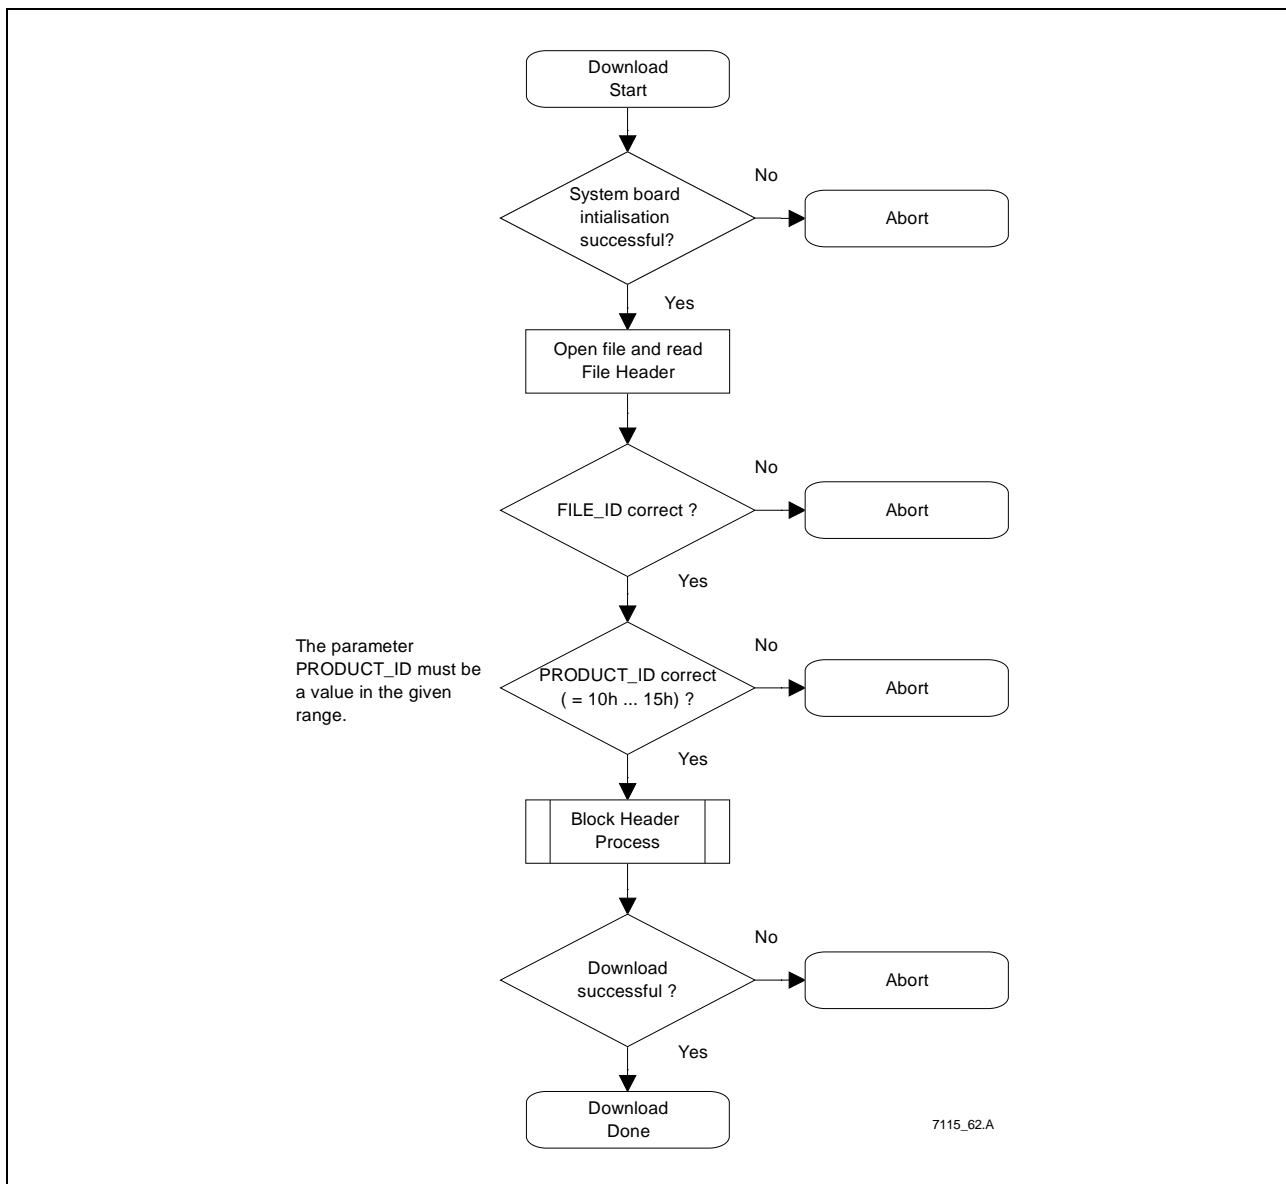 Download
Start
No
System board
intialisation
successful?
Abort
Yes
Open file and read
File Header
No
FILE_ID correct ?
Abort
Yes
The parameter
PRODUCT_ID must be
a value in the given
range.
No
PRODUCT_ID correct
( = 10h ... 15h) ?
Abort
Yes
Block Header
Process
No
Download
successful ?
Abort
Yes
Download
Done
7115_62.A